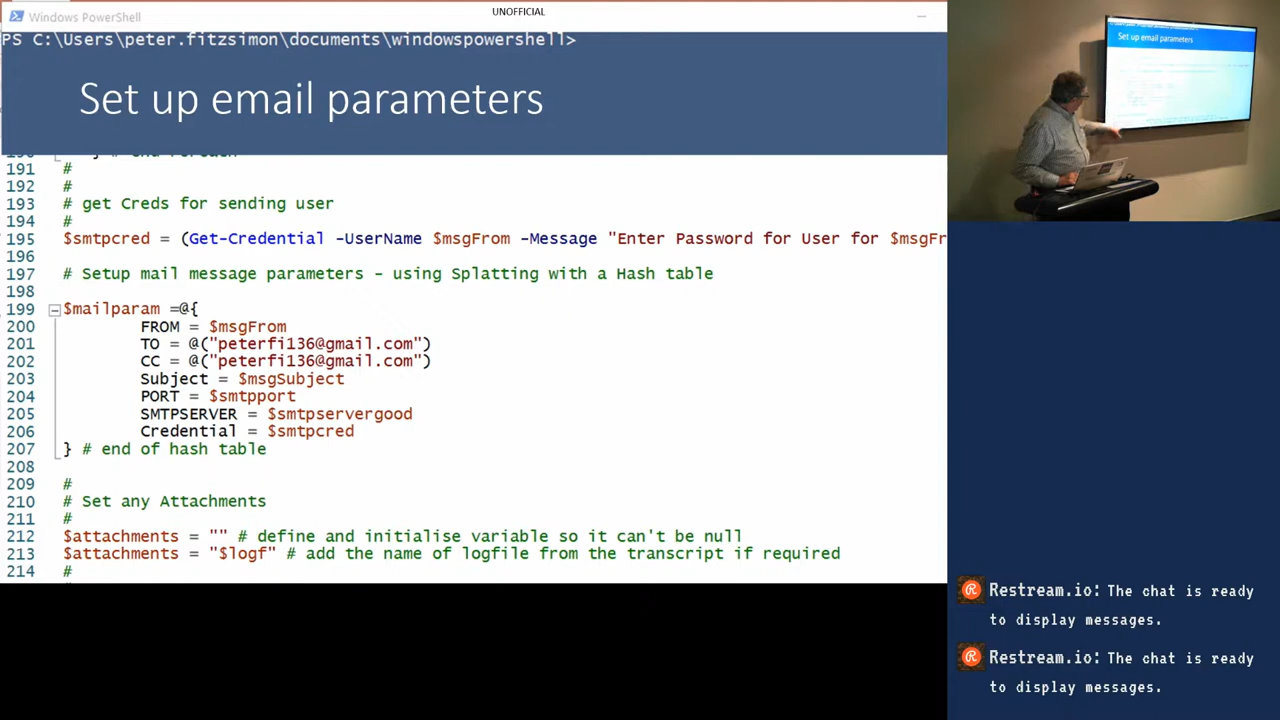 UNOFFICIAL
Windows PowerShell
PS C:\Users\peter.fitzsimon\documents\windowspowershell>
Set up email parameters
191 #
192 #
193 # get Creds for sending user
194 #
195 $smtpcred = (Get-Credential -UserName $msgFrom -Message "Enter Password for User for $msgFr
196
197 # Setup mail message parameters - using Splatting with a Hash table
198
199 $mailparam =@{
200 FROM = $msgFrom
201 TO = @("peterfi136@gmail.com")
202 CC = @("peterfi136@gmail.com")
203 Subject = $msgSubject
204 PORT = $smtpport
205 SMTPSERVER = $smtpservergood
206 Credential = $smtpcred
207 } # end of hash table
208
209 #
210 # Set any Attachments
211 #
212 $attachments = "" # define and initialise variable so it can't be null
213 $attachments = "$logf" # add the name of logfile from the transcript if required
214 #
Set up email parameters
Restream.io: The chat is ready
to display messages.
Restream.io: The chat is ready
to display messages.